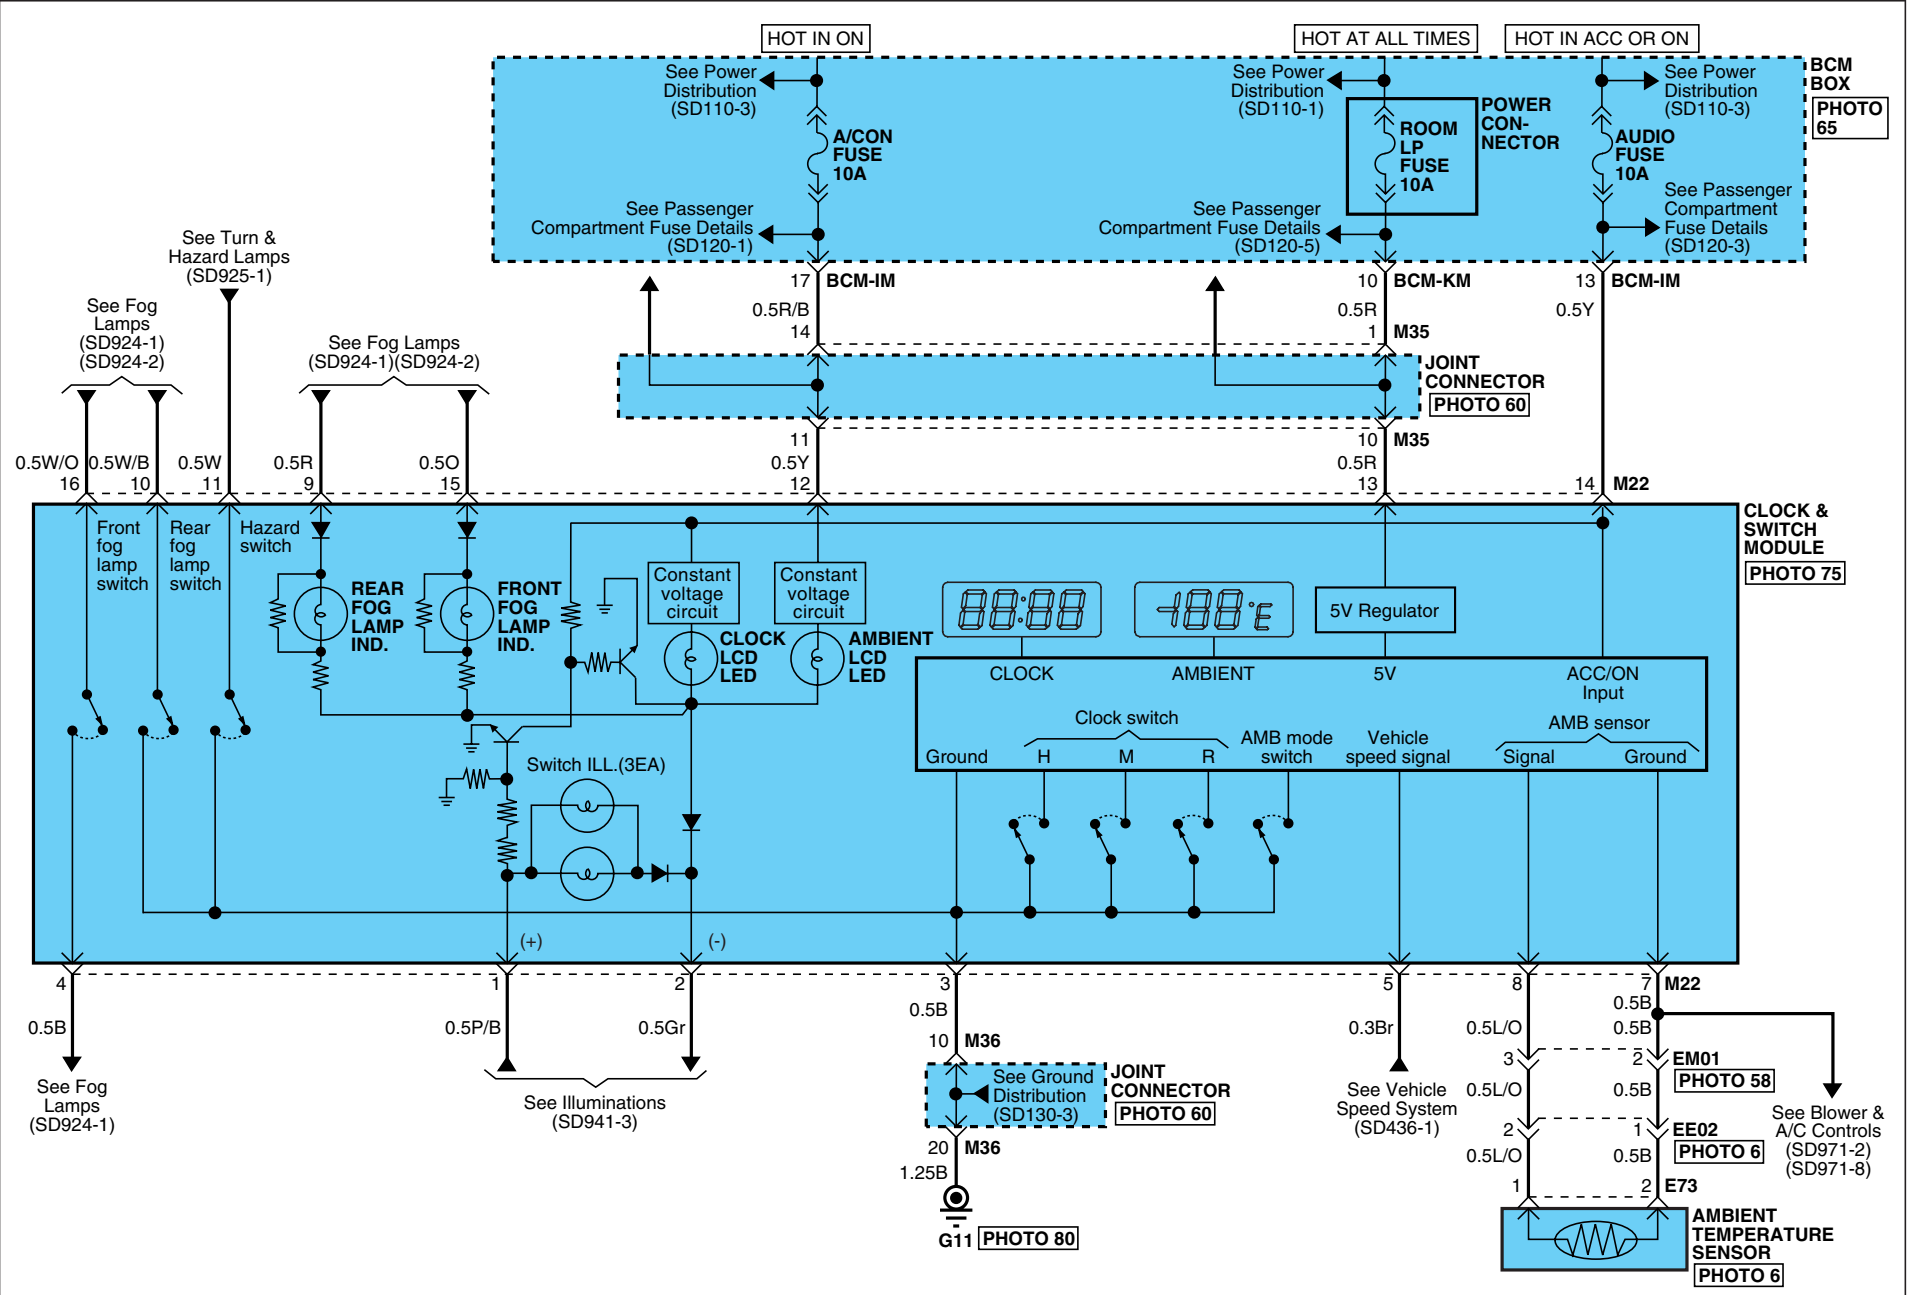 HOT IN ON
HOT AT ALL TIMES
HOT IN ACC OR ON
See Power
Distribution
(SD110-3)
A/CON
FUSE
10A
See Passenger
Compartment Fuse Details
(SD120-1)
See Power
Distribution
(SD110-1)
ROOM
LP
FUSE
10A
POWER
CON-
NECTOR
See Passenger
Compartment Fuse Details
(SD120-5)
See Power
Distribution
(SD110-3)
AUDIO
FUSE
10A
See Passenger
Compartment
Fuse Details
(SD120-3)
BCM
BOX
PHOTO
65
17 BCM-IM
10 BCM-KM
13 BCM-IM
0.5R/B
0.5R
0.5Y
14
1 M35
JOINT
CONNECTOR
PHOTO 60
11
10 M35
0.5Y
0.5R
12
13
14 M22
See Turn &
Hazard Lamps
(SD925-1)
See Fog
Lamps
(SD924-1)
(SD924-2)
See Fog Lamps
(SD924-1)(SD924-2)
0.5W/O
0.5W/B
0.5W
0.5R
0.5O
16
10
11
9
15
CLOCK &
SWITCH
MODULE
PHOTO 75
Front
fog
lamp
switch
Rear
fog
lamp
switch
Hazard
switch
REAR
FOG
LAMP
IND.
FRONT
FOG
LAMP
IND.
Constant
voltage
circuit
Constant
voltage
circuit
CLOCK
LCD
LED
AMBIENT
LCD
LED
88:88
188°E
5V Regulator
CLOCK
AMBIENT
5V
ACC/ON
Input
Clock switch
AMB sensor
Ground
H
M
R
AMB mode
switch
Vehicle
speed signal
Signal
Ground
Switch ILL.(3EA)
(+)
(-)
4
1
2
3
5
8
7 M22
0.5B
0.5P/B
0.5Gr
0.5B
0.3Br
0.5L/O
0.5B
0.5B
See Fog
Lamps
(SD924-1)
See Illuminations
(SD941-3)
10 M36
See Ground
Distribution
(SD130-3)
JOINT
CONNECTOR
PHOTO 60
20 M36
1.25B
G11 PHOTO 80
See Vehicle
Speed System
(SD436-1)
3
2 EM01
PHOTO 58
0.5L/O
0.5B
2
1 EE02
PHOTO 6
0.5L/O
0.5B
1
2 E73
See Blower &
A/C Controls
(SD971-2)
(SD971-8)
AMBIENT
TEMPERATURE
SENSOR
PHOTO 6